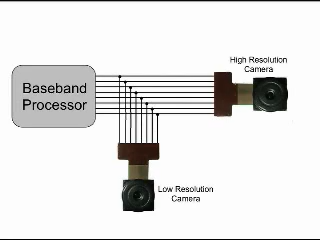 High Resolution
Camera
Baseband
Processor
Low Resolution
Camera